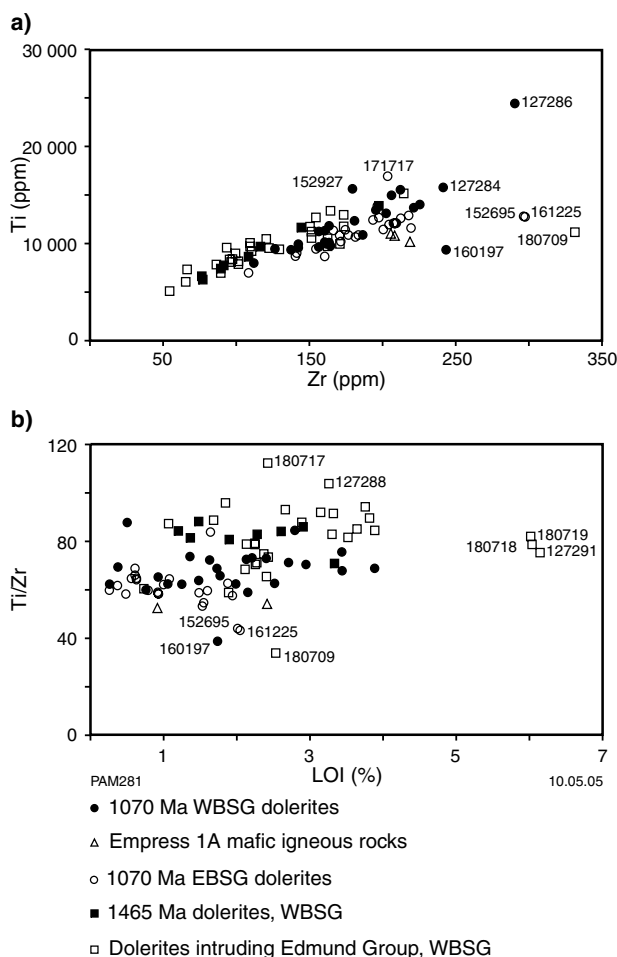 a)
30 000
127286
20 000
Ti (ppm)
171717
152927
127284
152695
161225
180709
10 000
160197
0
50
150
250
350
Zr (ppm)
b)
120
180717
127288
80
180719
180718
127291
Ti/Zr
152695
161225
40
160197
180709
0
1
3
5
7
LOI (%)
PAM281
10.05.05
1070 Ma WBSG dolerites
Empress 1A mafic igneous rocks
1070 Ma EBSG dolerites
1465 Ma dolerites, WBSG
Dolerites intruding Edmund Group, WBSG